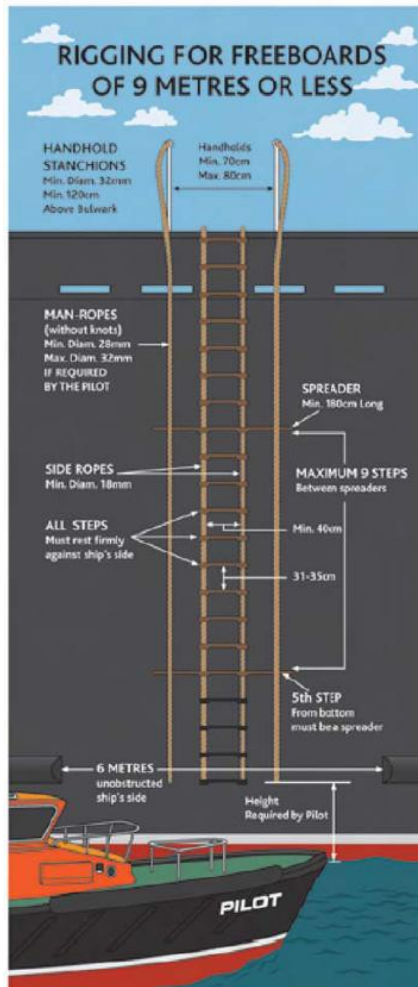 RIGGING FOR FREEBOARDS
OF 9 METRES OR LESS
HANDHOLD
STANCHIONS
Min. Diam. 32mm
Min. 120cm
Above Bulwark
Handholds
Min. 70cm
Max. 80cm
MAN-ROPES
(without knots)
Min. Diam. 28mm
Max. Diam. 32mm
IF REQUIRED
BY THE PILOT
SPREADER
Min. 180cm Long
MAXIMUM 9 STEPS
Between spreaders
SIDE ROPES
Min. Diam. 18mm
ALL STEPS
Must rest firmly
against ship's side
Min. 40cm
31-35cm
5th STEP
From bottom
must be a spreader
6 METRES
unobstructed
ship's side
Height
Required by Pilot
PILOT